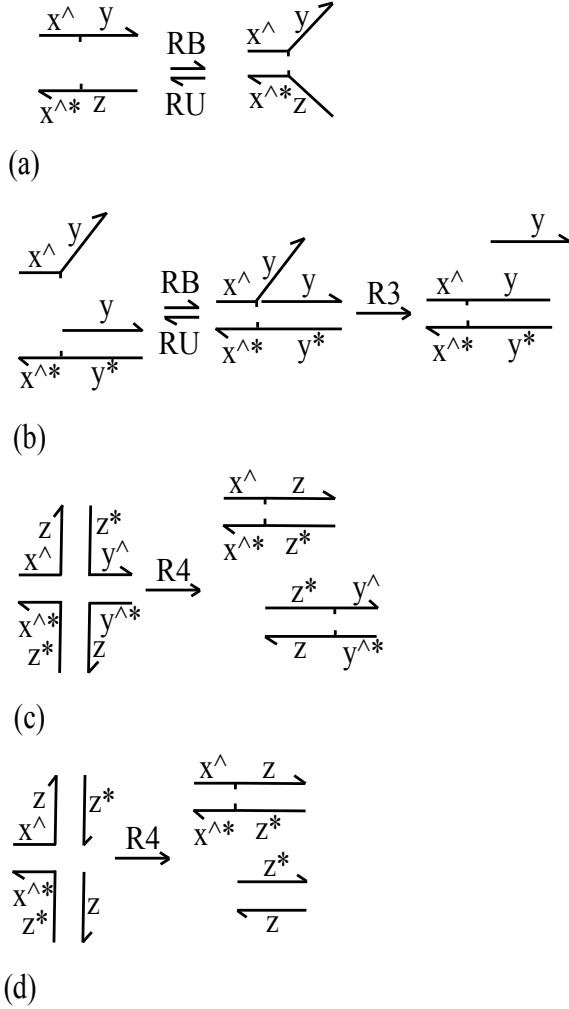 x^ y x^ y
RB
RU
x^* z x^* z
(a)
y y
x^ y x^ y y x^ y
RB R3
RU
x^* y* x^* y* x^* y*
(b)
x^ z
z z*
x^ y^ x^* z*
R4
z* y^
x^* y^*
z* z z y^*
(c)
x^ z
z z*
x^ x^* z*
R4
z*
x^* z
z* z
(d)